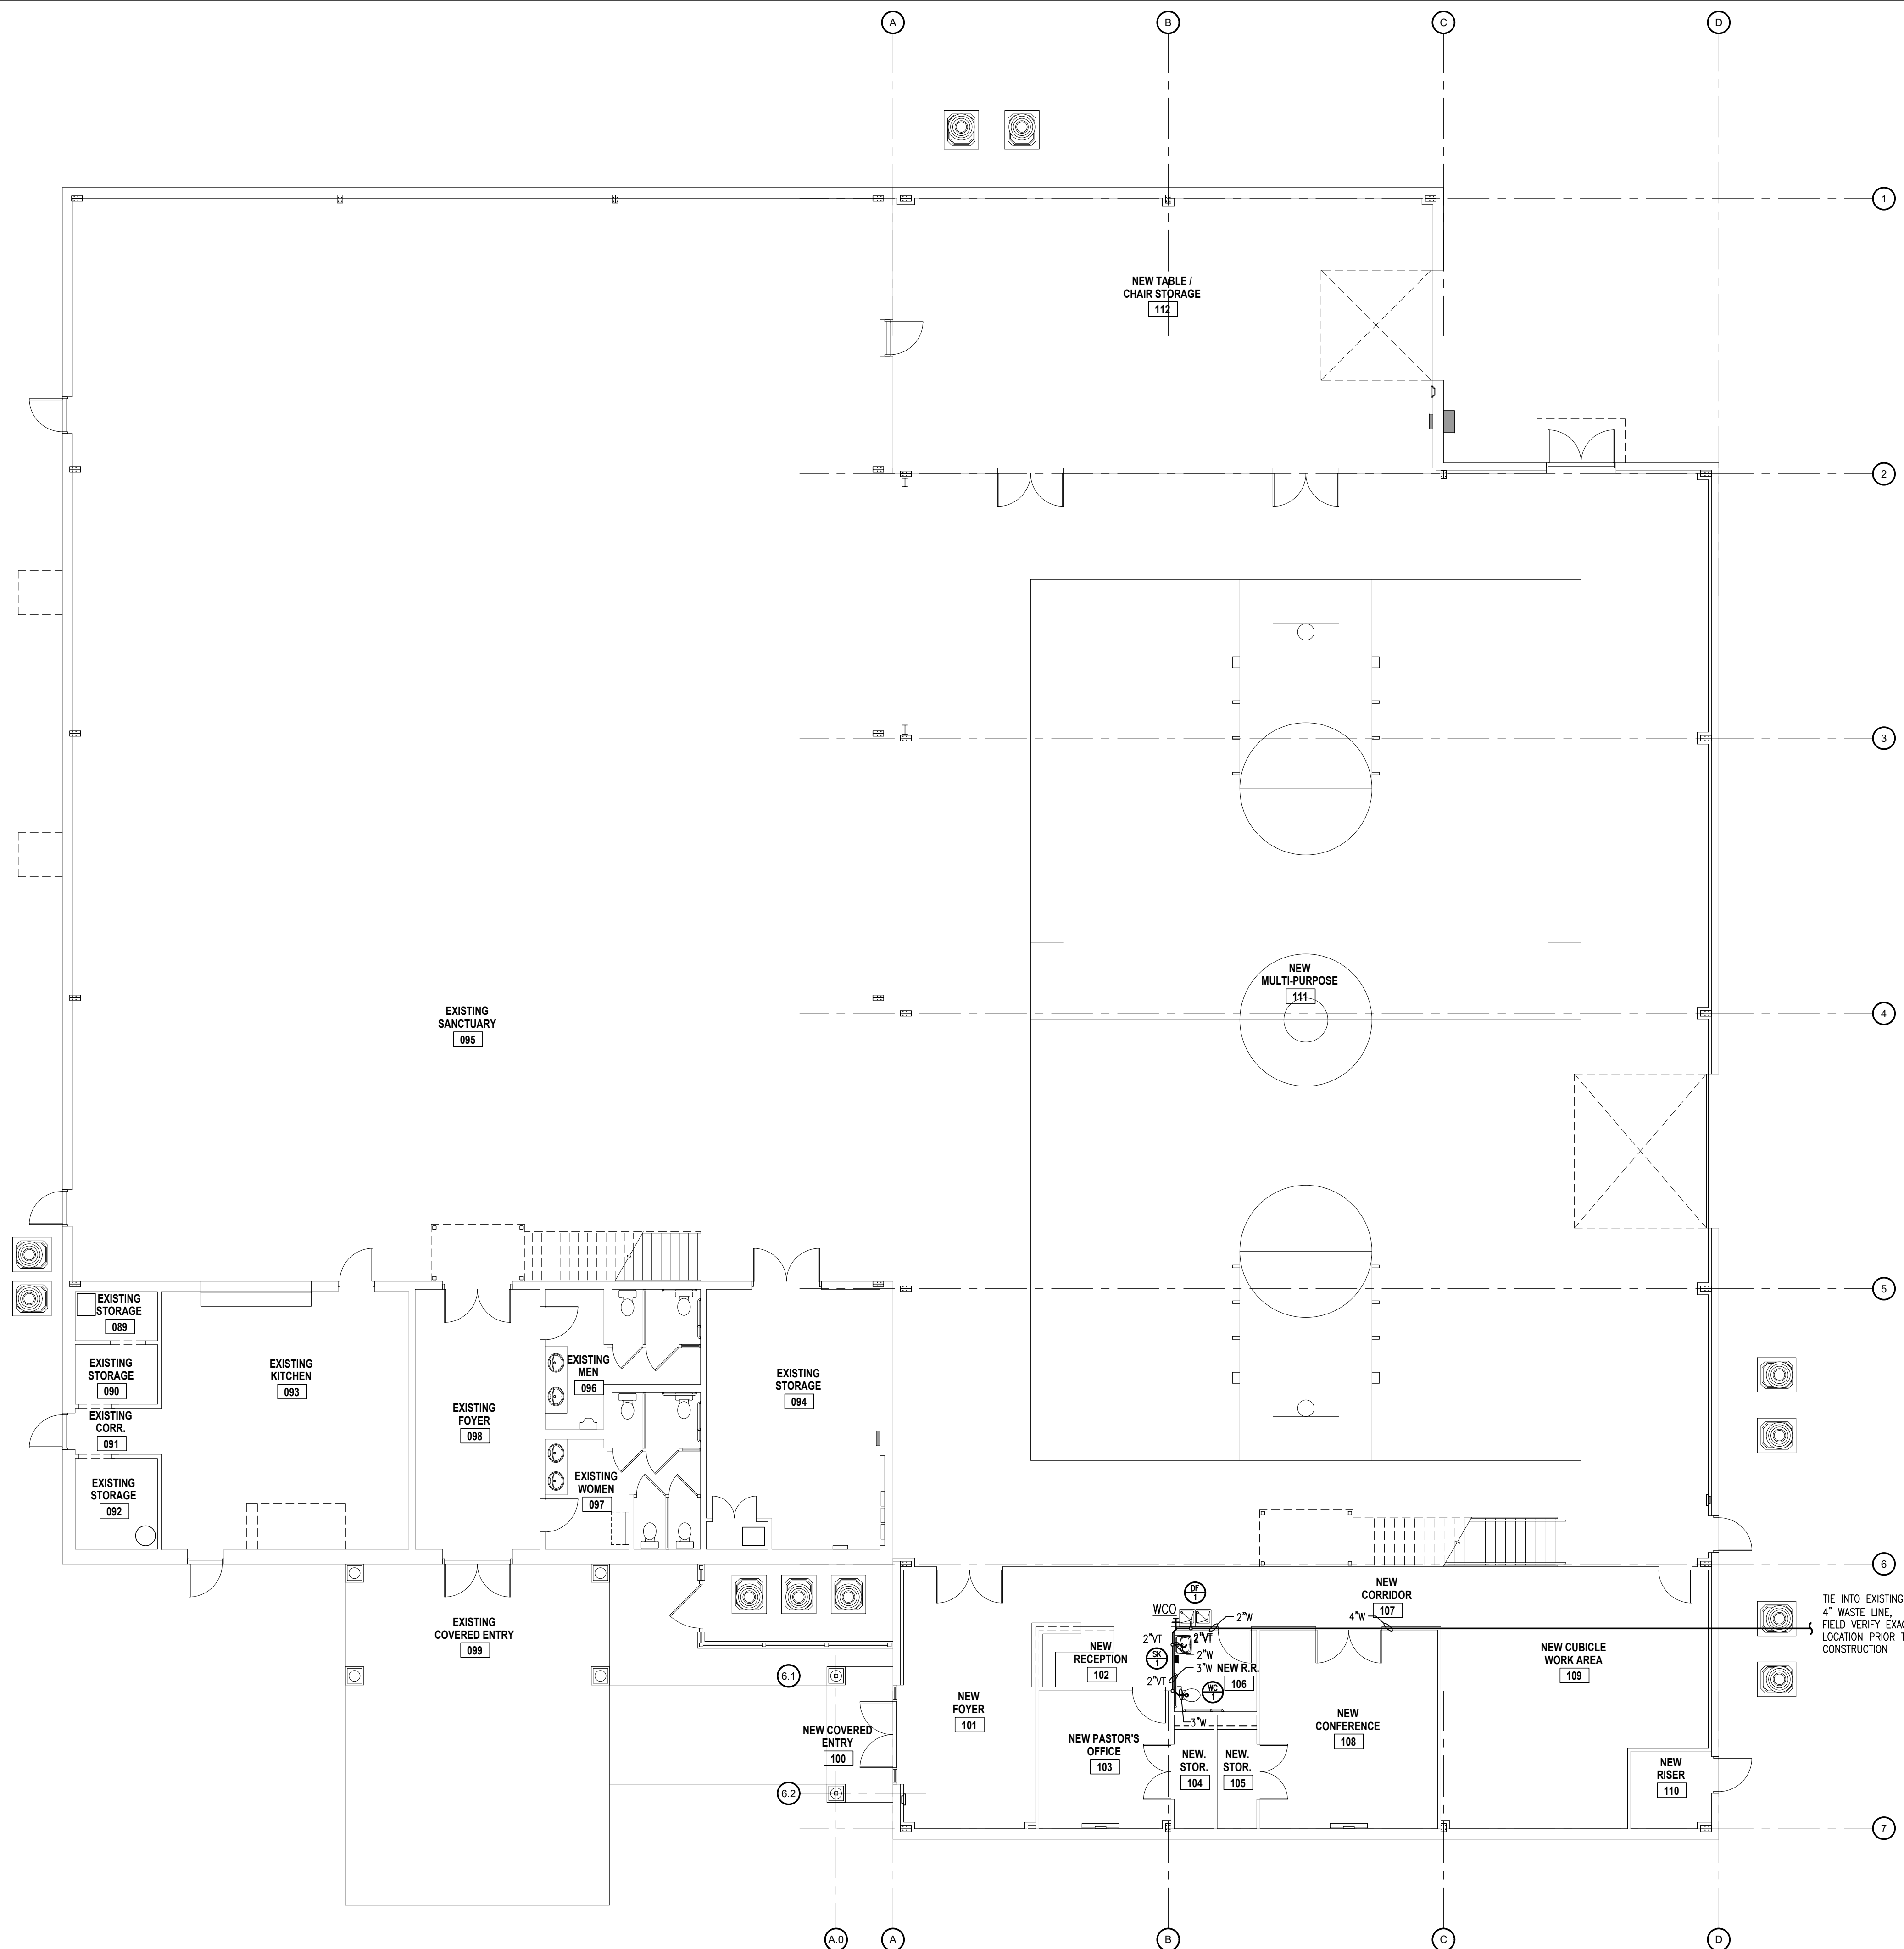 A
B
C
D
1
NEW TABLE /
CHAIR STORAGE
112
2
3
NEW
MULTI-PURPOSE
111
EXISTING
SANCTUARY
095
4
5
EXISTING
STORAGE
089
EXISTING
STORAGE
090
EXISTING
CORR.
091
EXISTING
STORAGE
092
EXISTING
KITCHEN
093
EXISTING
FOYER
098
EXISTING
MEN
096
EXISTING
WOMEN
097
EXISTING
STORAGE
094
6
EXISTING
COVERED ENTRY
099
DF
1
WCO
2"W
4"W
NEW
CORRIDOR
107
TIE INTO EXISTING
4" WASTE LINE,
FIELD VERIFY EXAC
LOCATION PRIOR T
CONSTRUCTION
2"VT
2"VT
SK
1
2"W
3"W
2"VT
WC
1
3"W
NEW
RECEPTION
102
NEW R.R.
106
NEW CUBICLE
WORK AREA
109
6.1
NEW
FOYER
101
NEW COVERED
ENTRY
100
NEW PASTOR'S
OFFICE
103
NEW.
STOR.
104
NEW.
STOR.
105
NEW
CONFERENCE
108
NEW
RISER
110
6.2
7
A.0
A
B
C
D